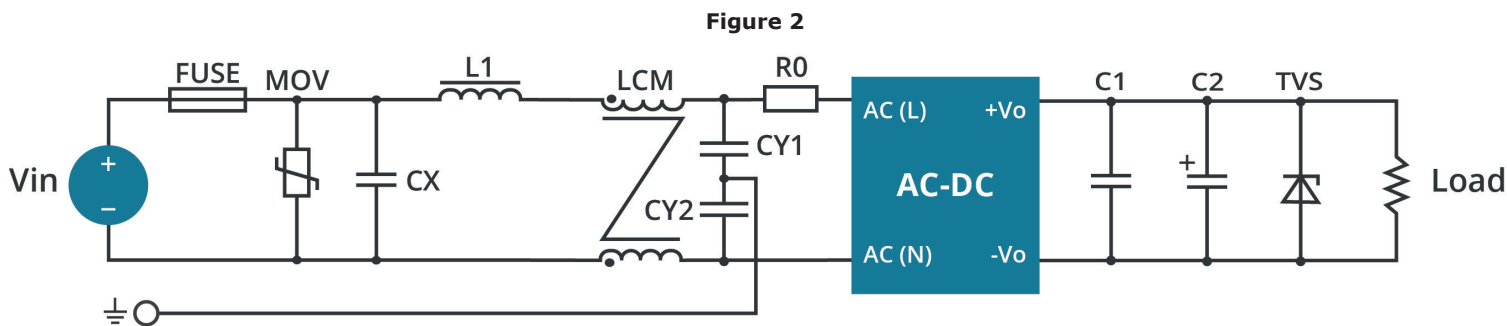 Figure 2
FUSE
MOV
L1
LCM
R0
C1
C2
TVS
AC (L)
+Vo
CY1
Vin
+
−
CX
AC-DC
+
Load
CY2
AC (N)
-Vo